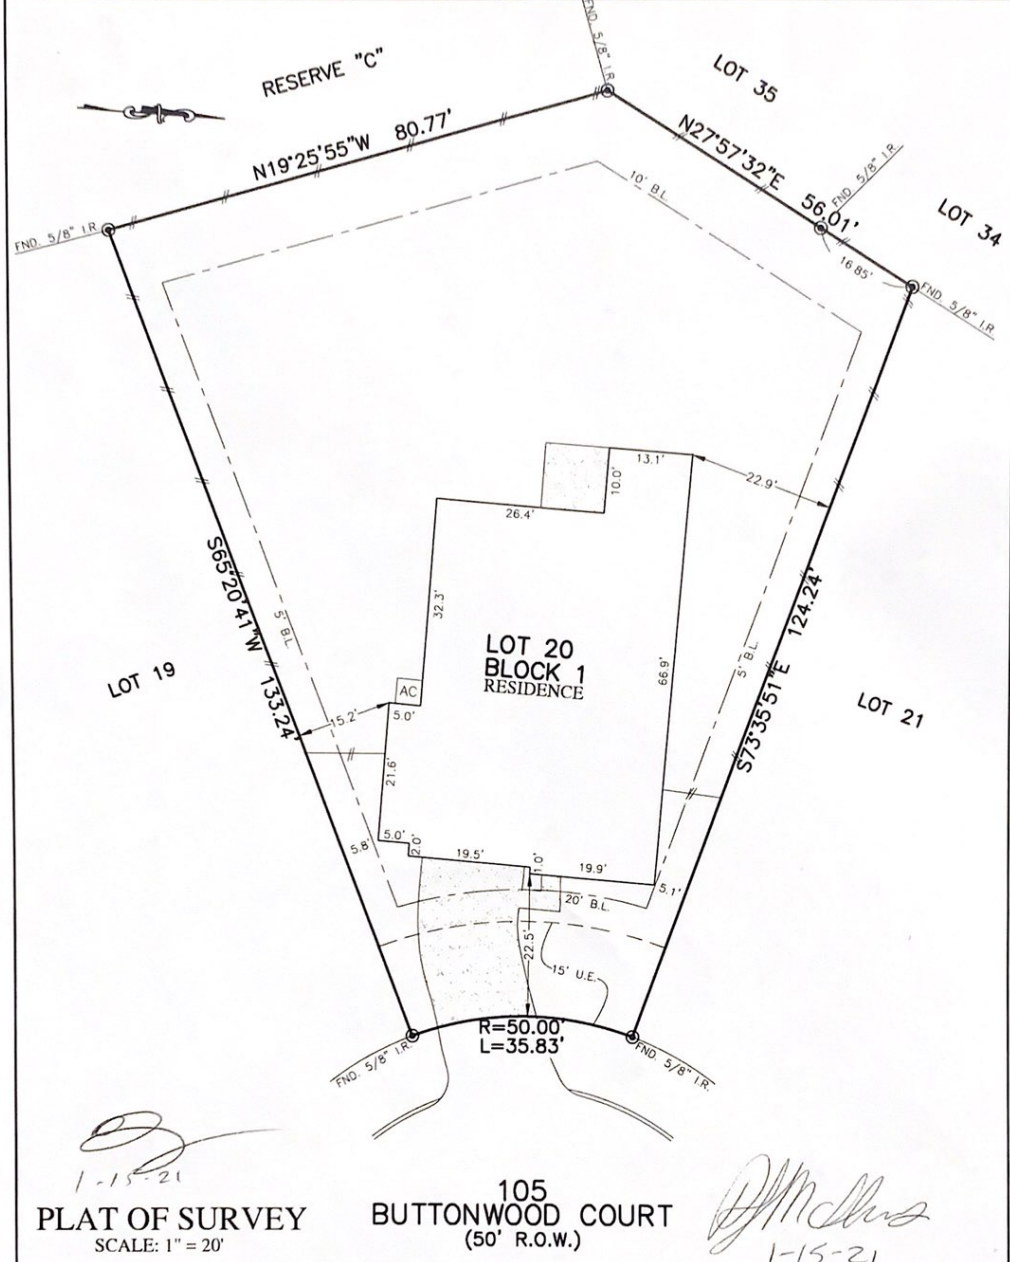 FND. 5/8" I.R.
RESERVE "C"
LOT 35
N19°25'55"W 80.77'
N27°57'32"E 56.01'
FND. 5/8" I.R.
10' B.L.
LOT 34
FND. 5/8" I.R.
16.85'
FND. 5/8" I.R.
13.1'
10.0'
22.9'
26.4'
S65°20'41"W 133.24'
32.3'
5' B.L.
LOT 20
BLOCK 1
RESIDENCE
66.9'
5' B.L.
S73°35'51"E 124.24'
LOT 19
AC
LOT 21
15.2'
5.0'
21.6'
5.0'
2.0'
5.8'
19.5'
1.0'
19.9'
5.1'
20' B.L.
22.5'
15' U.E.
R=50.00'
L=35.83'
FND. 5/8" I.R.
FND. 5/8" I.R.
1-15-21
PLAT OF SURVEY
SCALE: 1" = 20'
105
BUTTONWOOD COURT
(50' R.O.W.)
1-15-21